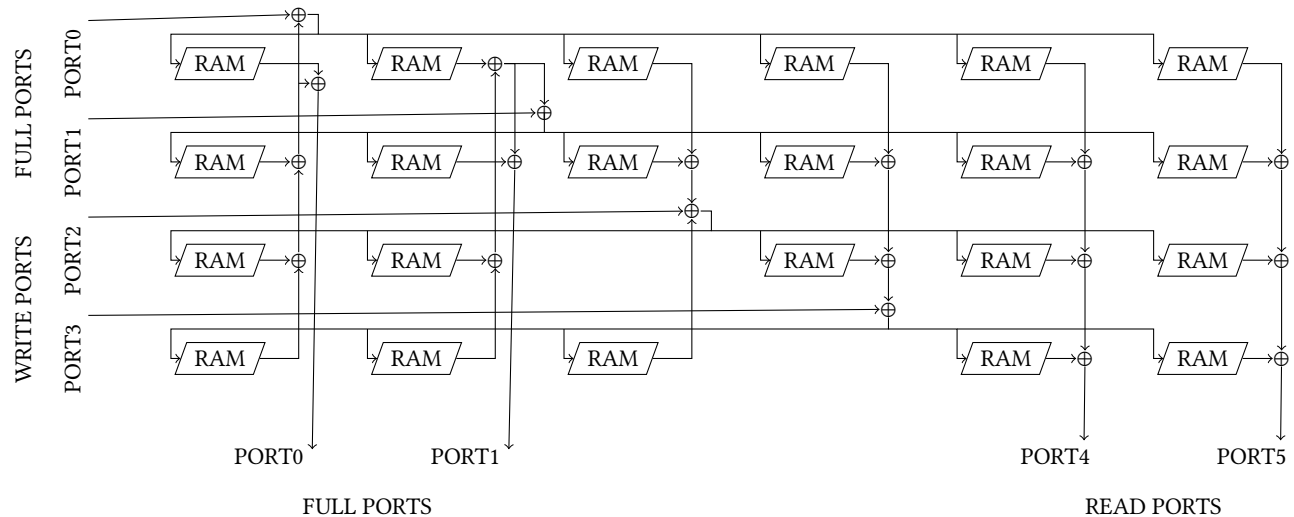 FULL PORTS
WRITE PORTS
PORT0
PORT1
PORT2
PORT3
RAM RAM RAM RAM RAM RAM
RAM RAM RAM RAM RAM RAM
RAM RAM RAM RAM RAM
RAM RAM RAM RAM RAM
PORT0 PORT1 PORT4 PORT5
FULL PORTS READ PORTS